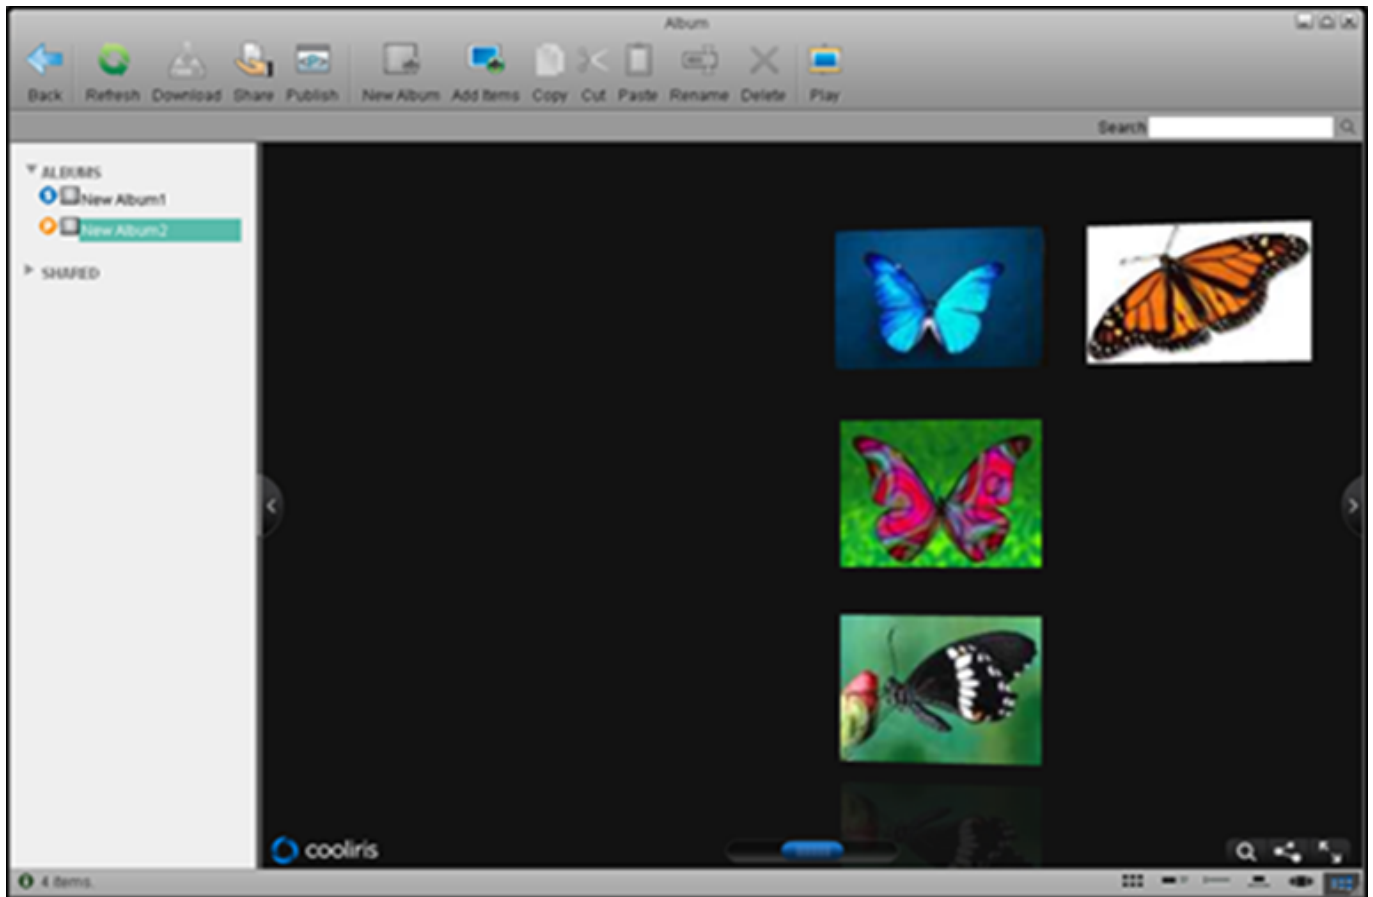 Album
Back Refresh Download Share Publish New Album Add Items Copy Cut Paste Rename Delete Play
Search
ALBUMS
New Album1
New Album2
SHARED
cooliris
4 items.